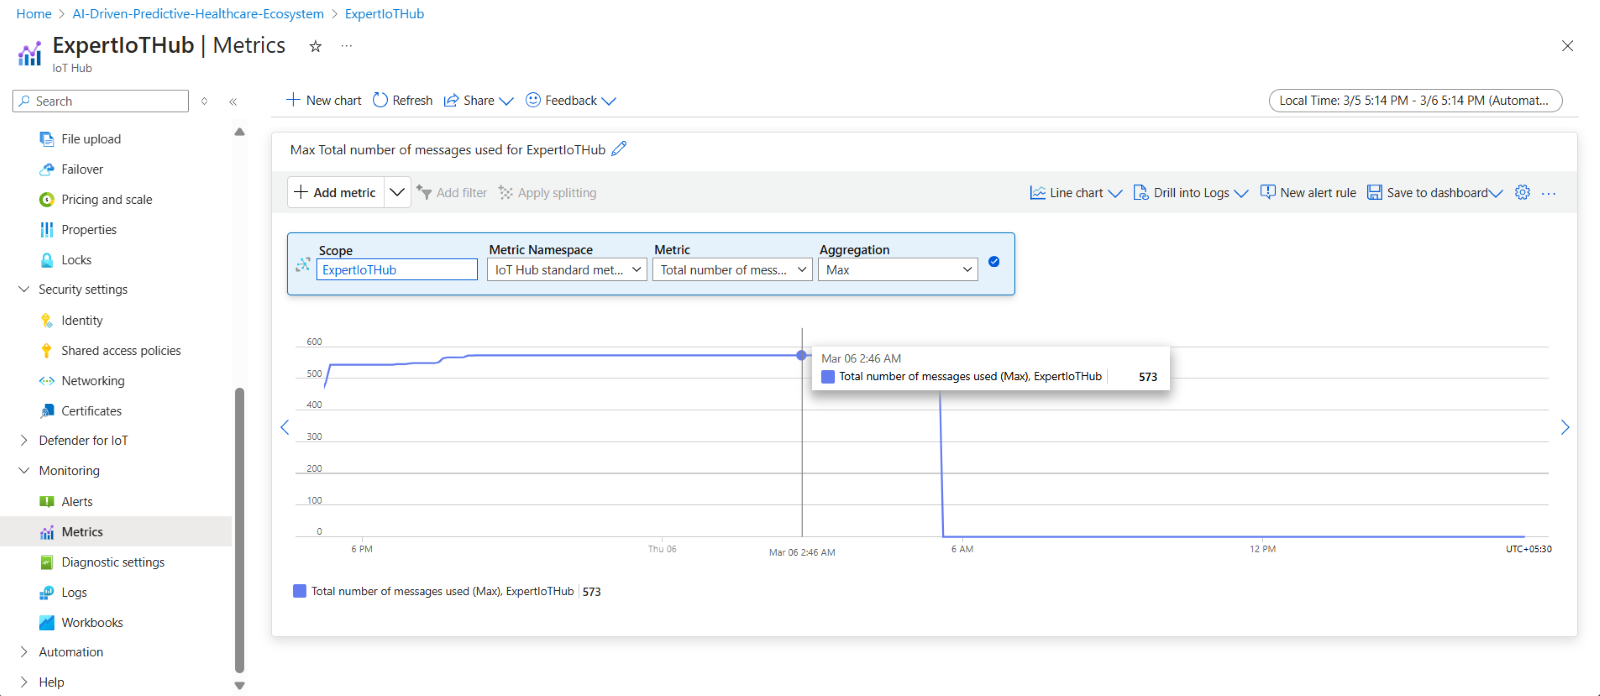 Home > AI-Driven-Predictive-Healthcare-Ecosystem > ExpertIoTHub
ExpertIoTHub | Metrics
IoT Hub
Search
New chart Refresh Share Feedback
Local Time: 3/5 5:14 PM - 3/6 5:14 PM (Automat...
File upload
Failover
Pricing and scale
Properties
Locks
Security settings
Identity
Shared access policies
Networking
Certificates
Defender for IoT
Monitoring
Alerts
Metrics
Diagnostic settings
Logs
Workbooks
Automation
Help
Max Total number of messages used for ExpertIoTHub
Add metric Add filter Apply splitting
Line chart Drill into Logs New alert rule Save to dashboard
Scope Metric Namespace Metric Aggregation
ExpertIoTHub IoT Hub standard met... Total number of mess... Max
600
500
400
300
200
100
0
Mar 06 2:46 AM
Total number of messages used (Max), ExpertIoTHub 573
6 PM Thu 06 Mar 06 2:46 AM 6 AM 12 PM UTC+05:30
Total number of messages used (Max), ExpertIoTHub 573